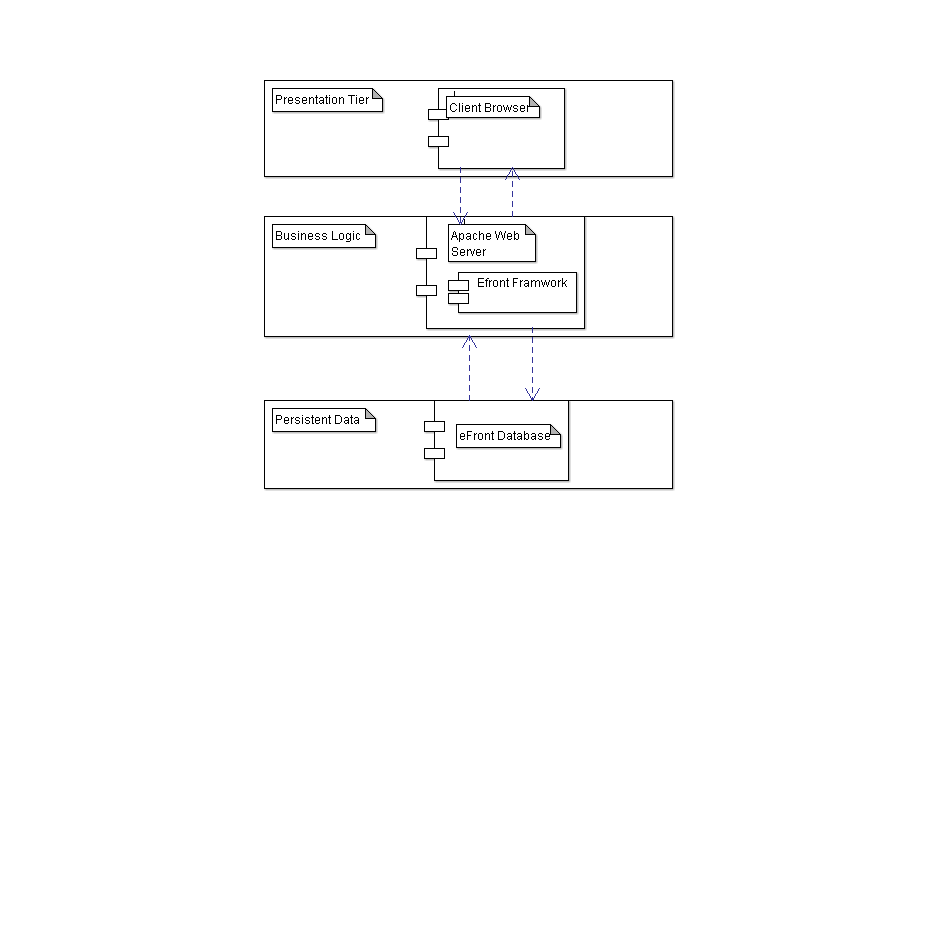 Presentation Tier
Client Browser
Business Logic
Apache Web
Server
Efront Framwork
Persistent Data
eFront Database